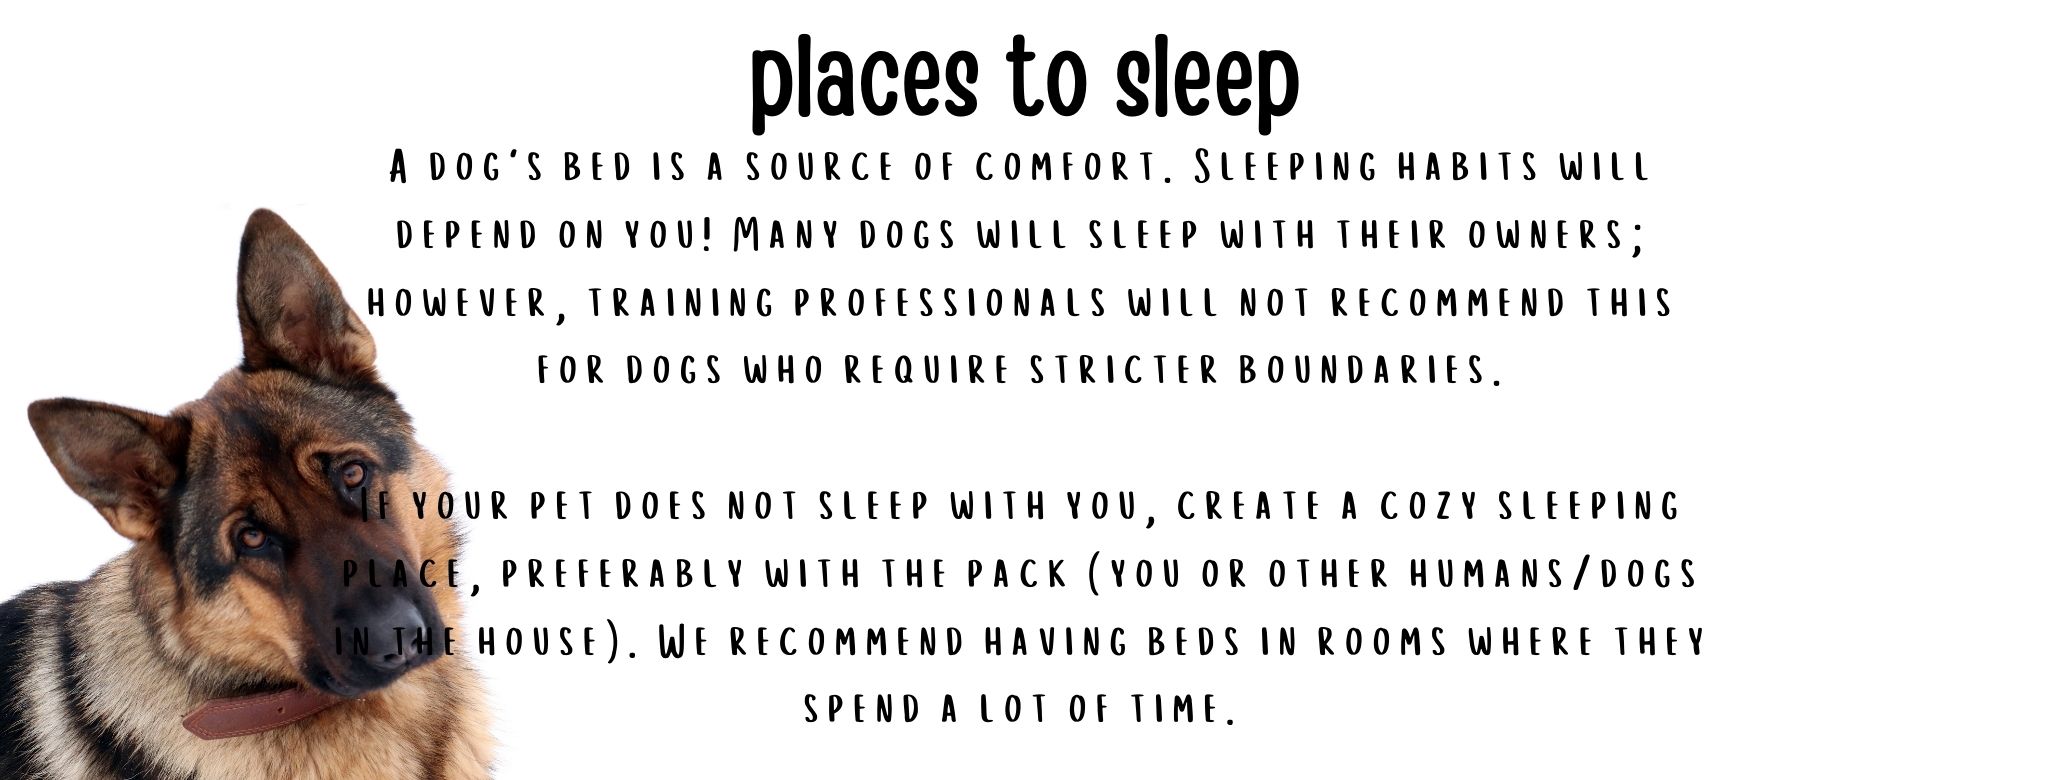 places to sleep
A dog's bed is a source of comfort. Sleeping habits will
depend on you! Many dogs will sleep with their owners;
however, training professionals will not recommend this
for dogs who require stricter boundaries.
If your pet does not sleep with you, create a cozy sleeping
place, preferably with the pack (you or other humans/dogs
in the house). We recommend having beds in rooms where they
spend a lot of time.